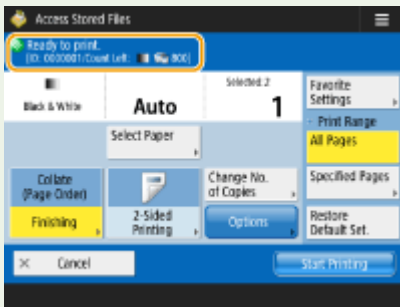 Access Stored Files
Ready to print.
(ID: 0000001/Count Left: 800)
Black & White
Auto
Selected:2
1
Favorite
Settings
- Print Range
All Pages
Select Paper
Collate
(Page Order)
Change No.
of Copies
Specified Pages
Finishing
2-Sided
Printing
Options
Restore
Default Set.
× Cancel
Start Printing